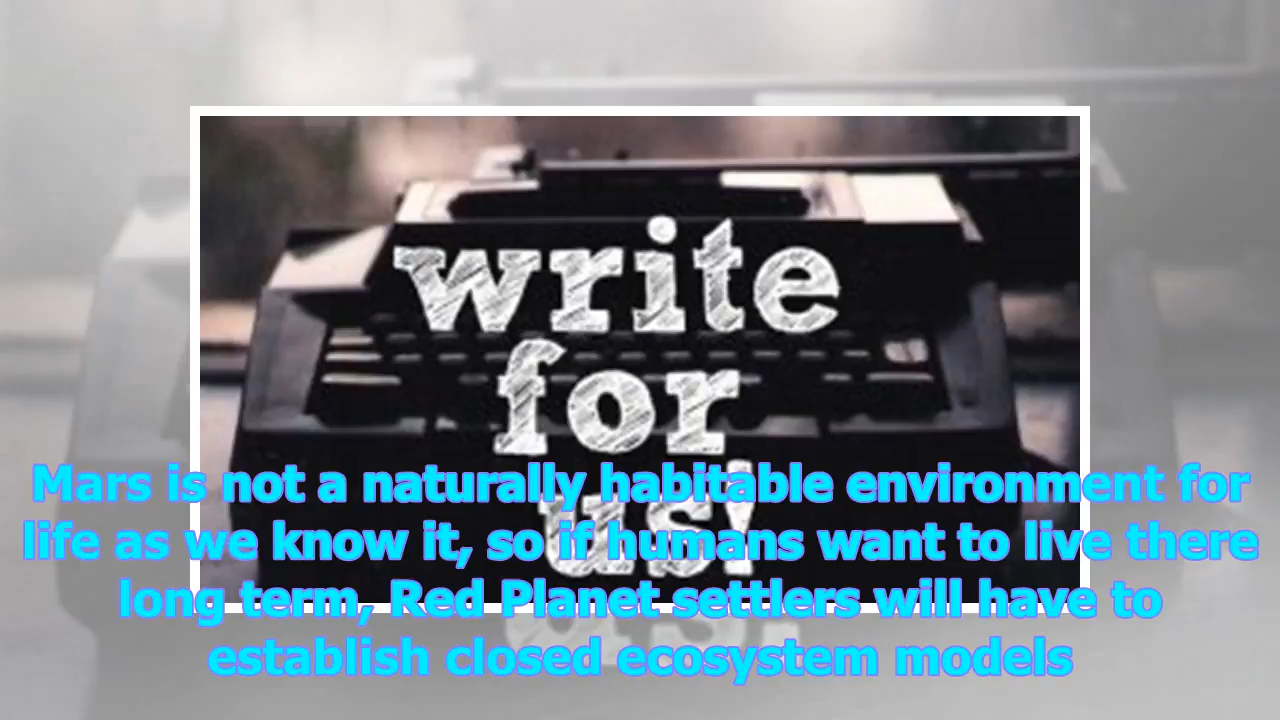 write
for
us!
Mars is not a naturally habitable environment for
life as we know it, so if humans want to live there
long term, Red Planet settlers will have to
establish closed ecosystem models